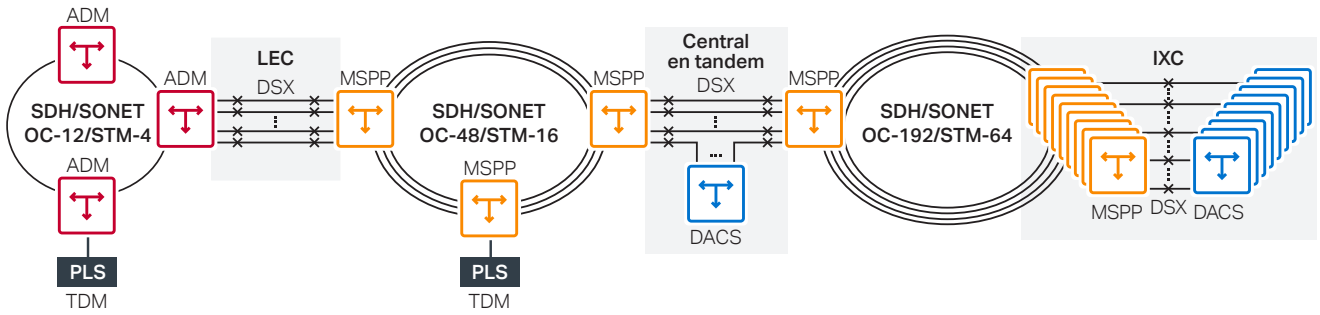 ADM
SDH/SONET
OC-12/STM-4
ADM
ADM
PLS
TDM
LEC
DSX
MSPP
SDH/SONET
OC-48/STM-16
MSPP
PLS
TDM
MSPP
Central
en tandem
DSX
DACS
MSPP
SDH/SONET
OC-192/STM-64
IXC
MSPP
DSX
DACS